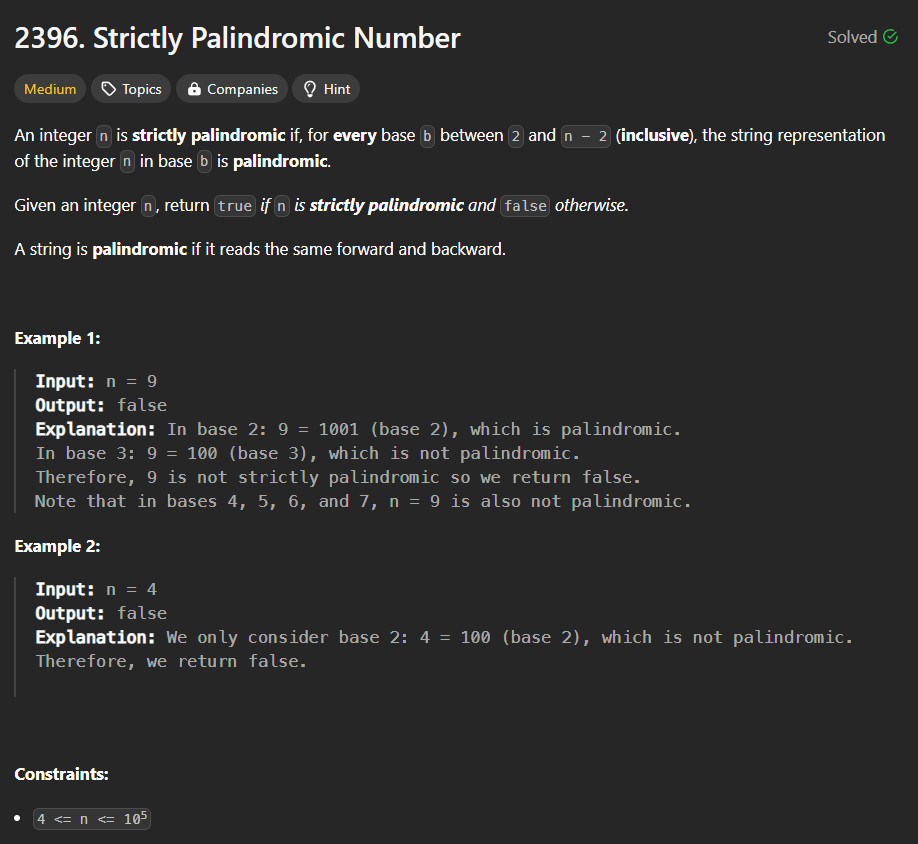 2396. Strictly Palindromic Number
Solved
Medium Topics Companies Hint
An integer n is strictly palindromic if, for every base b between 2 and n - 2 (inclusive), the string representation
of the integer n in base b is palindromic.
Given an integer n, return true if n is strictly palindromic and false otherwise.
A string is palindromic if it reads the same forward and backward.
Example 1:
Input: n = 9
Output: false
Explanation: In base 2: 9 = 1001 (base 2), which is palindromic.
In base 3: 9 = 100 (base 3), which is not palindromic.
Therefore, 9 is not strictly palindromic so we return false.
Note that in bases 4, 5, 6, and 7, n = 9 is also not palindromic.
Example 2:
Input: n = 4
Output: false
Explanation: We only consider base 2: 4 = 100 (base 2), which is not palindromic.
Therefore, we return false.
Constraints:
• 4 <= n <= 10⁵